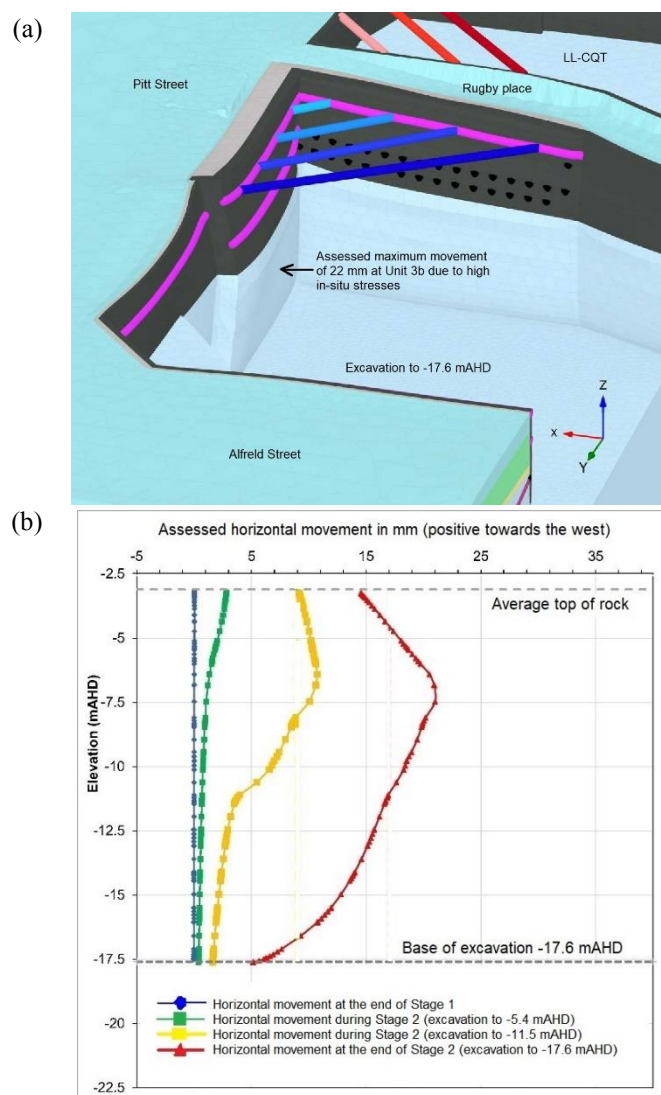 (a)
Pitt Street
LL-CQT
Rugby place
Assessed maximum movement
of 22 mm at Unit 3b due to high
in-situ stresses
Excavation to -17.6 mAHD
Alfreld Street
Z
X
Y
(b)
Assessed horizontal movement in mm (positive towards the west)
-5 5 15 25 35
-2.5
Average top of rock
-5
-7.5
Elevation (mAHD)
-10
-12.5
-15
Base of excavation -17.6 mAHD
-17.5
Horizontal movement at the end of Stage 1
Horizontal movement during Stage 2 (excavation to -5.4 mAHD)
Horizontal movement during Stage 2 (excavation to -11.5 mAHD)
Horizontal movement at the end of Stage 2 (excavation to -17.6 mAHD)
-20
-22.5